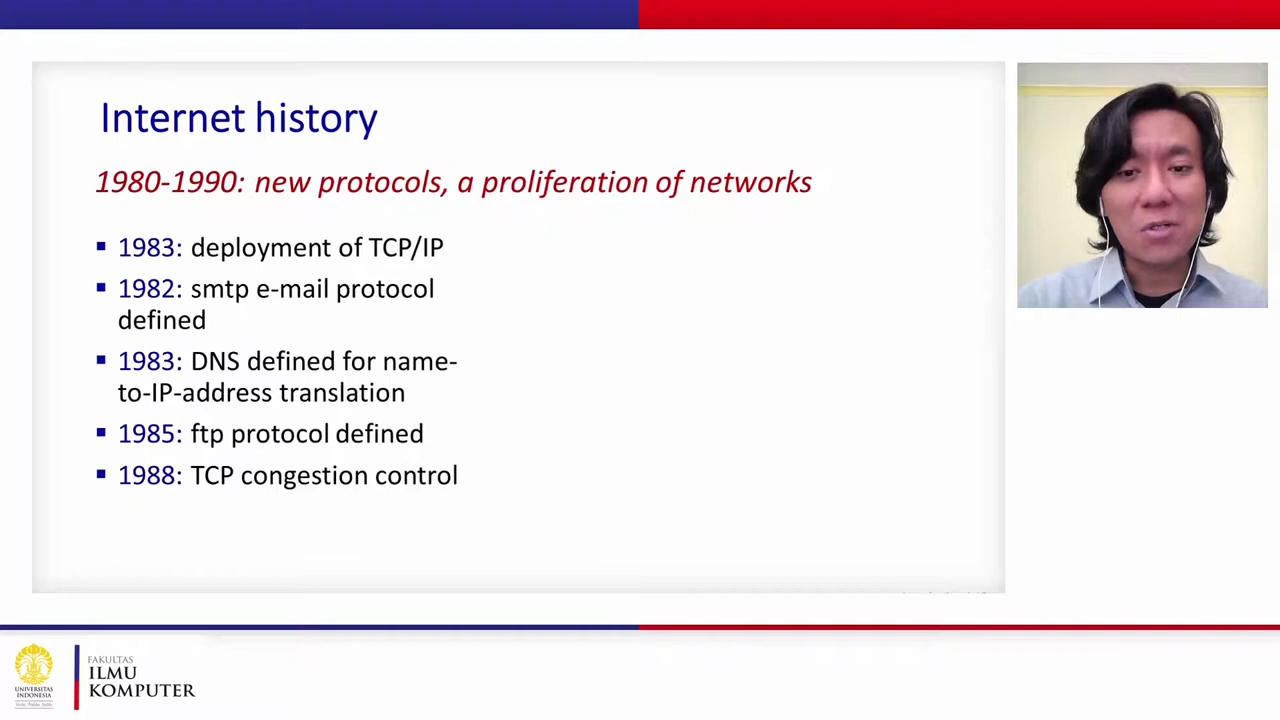 Internet history
1980-1990: new protocols, a proliferation of networks
▪ 1983: deployment of TCP/IP
▪ 1982: smtp e-mail protocol
defined
▪ 1983: DNS defined for name-
to-IP-address translation
▪ 1985: ftp protocol defined
▪ 1988: TCP congestion control
UNIVERSITAS
INDONESIA
FAKULTAS
ILMU
KOMPUTER